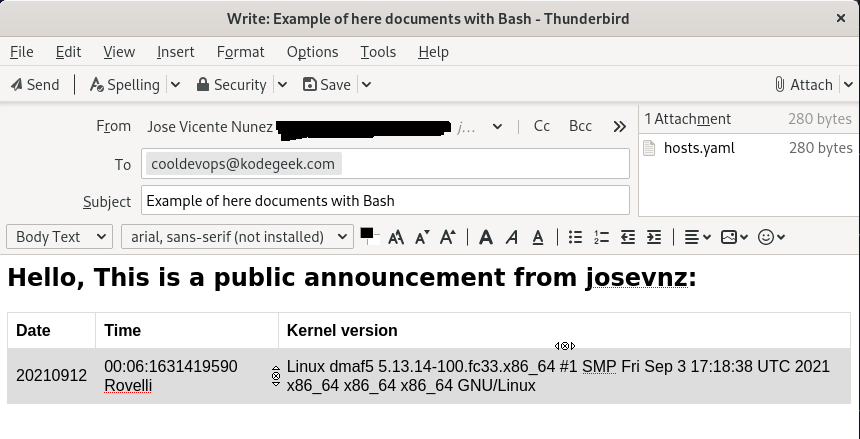 Write: Example of here documents with Bash - Thunderbird
File Edit View Insert Format Options Tools Help
Send Spelling Security Save Attach
From Jose Vicente Nunez j... Cc Bcc
1 Attachment 280 bytes
To cooldevops@kodegeek.com
hosts.yaml 280 bytes
Subject Example of here documents with Bash
Body Text arial, sans-serif (not installed)
Hello, This is a public announcement from josevnz:
Date Time Kernel version
20210912
00:06:1631419590
Rovelli
Linux dmaf5 5.13.14-100.fc33.x86_64 #1 SMP Fri Sep 3 17:18:38 UTC 2021
x86_64 x86_64 x86_64 GNU/Linux